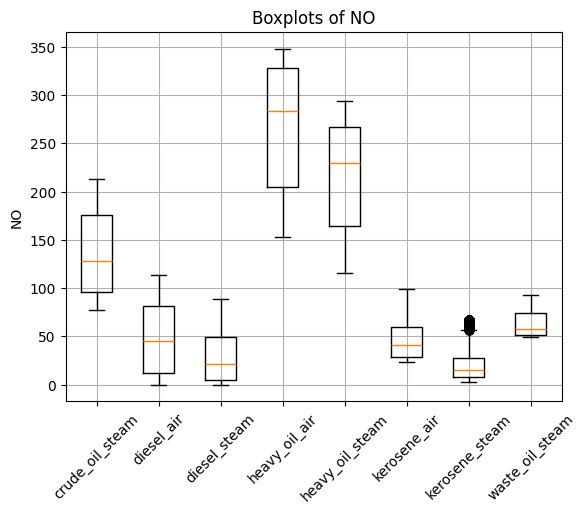 Boxplots of NO
NO
350
300
250
200
150
100
50
0
crude_oil_steam
diesel_air
diesel_steam
heavy_oil_air
heavy_oil_steam
kerosene_air
kerosene_steam
waste_oil_steam